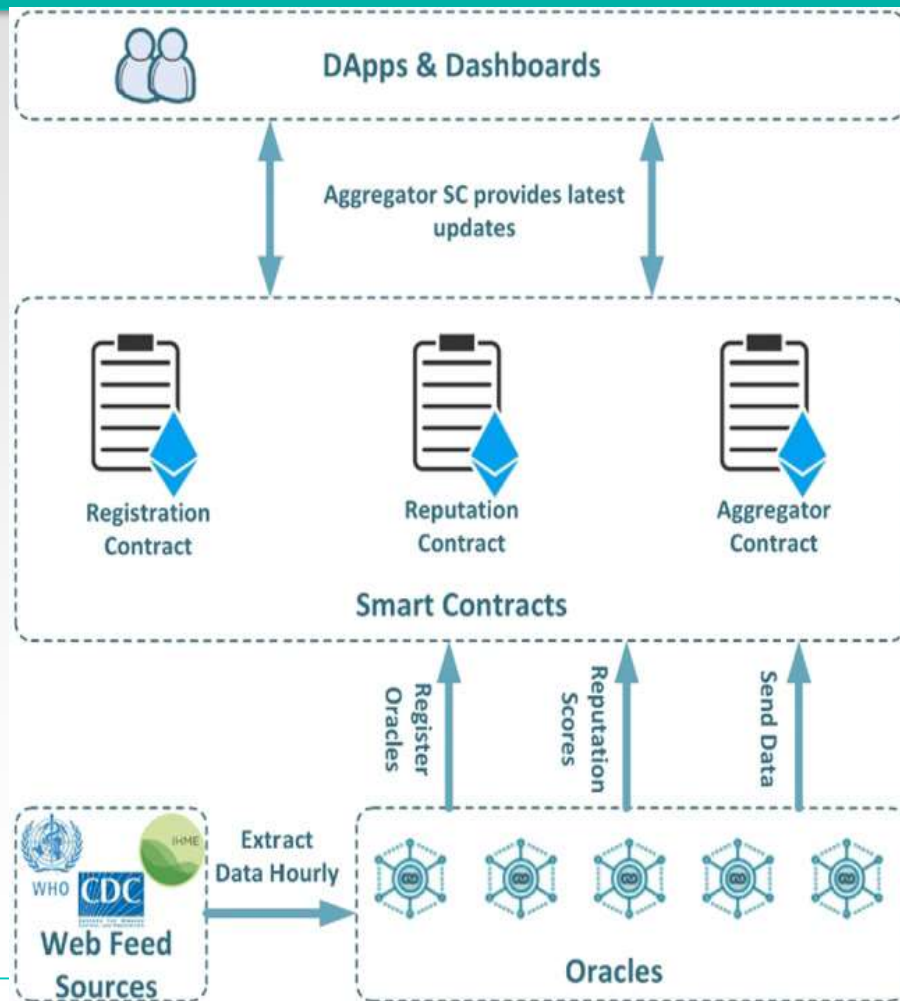 DApps & Dashboards
Aggregator SC provides latest
updates
Registration
Contract
Reputation
Contract
Aggregator
Contract
Smart Contracts
Register
Oracles
Reputation
Scores
Send Data
WHO
CDC
IHME
Extract
Data Hourly
Web Feed
Sources
Oracles